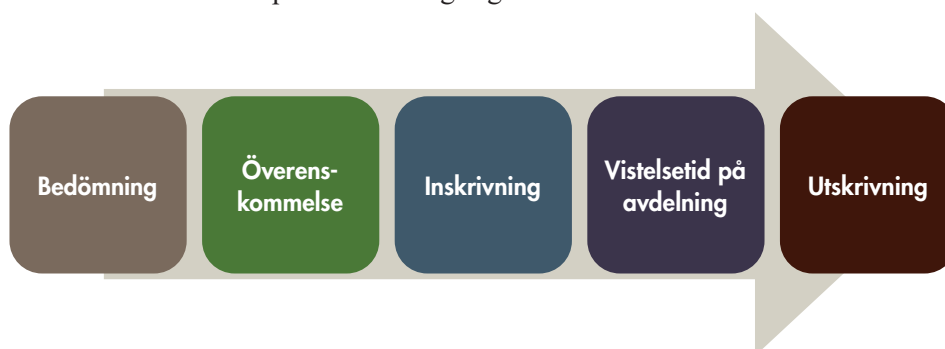 Bedömning
Överens-
kommelse
Inskrivning
Vistelsetid på
avdelning
Utskrivning